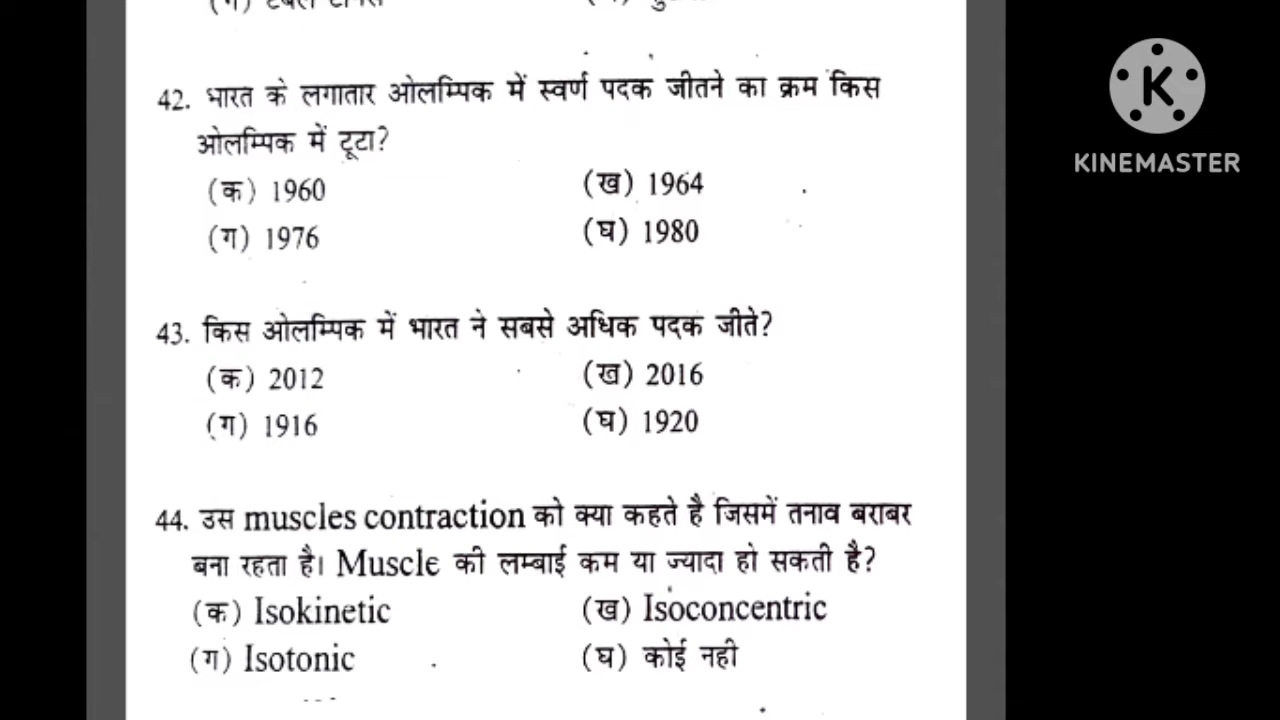 42. भारत के लगातार ओलम्पिक में स्वर्ण पदक जीतने का क्रम किस
ओलम्पिक में टूटा?
(क) 1960 (ख) 1964
(ग) 1976 (घ) 1980
43. किस ओलम्पिक में भारत ने सबसे अधिक पदक जीते?
(क) 2012 (ख) 2016
(ग) 1916 (घ) 1920
44. उस muscles contraction को क्या कहते है जिसमें तनाव बराबर
बना रहता है। Muscle की लम्बाई कम या ज्यादा हो सकती है?
(क) Isokinetic (ख) Isoconcentric
(ग) Isotonic (घ) कोई नही
K
KINEMASTER